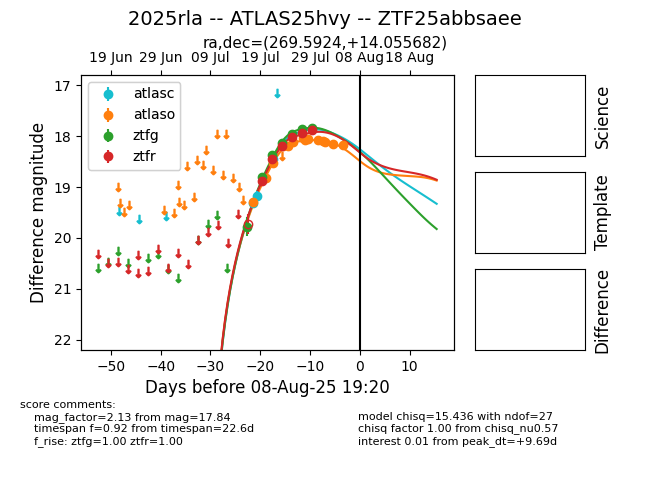 2025rla -- ATLAS25hvy -- ZTF25abbsaee
ra,dec=(269.5924,+14.055682)
19 Jun 29 Jun 09 Jul 19 Jul 29 Jul 08 Aug 18 Aug
17
18
19
20
21
22
Difference magnitude
atlasc
atlaso
ztfg
ztfr
−50 −40 −30 −20 −10 0 10
Days before 08-Aug-25 19:20
Science
Template
Difference
score comments:
mag_factor=2.13 from mag=17.84
timespan f=0.92 from timespan=22.6d
f_rise: ztfg=1.00 ztfr=1.00
model chisq=15.436 with ndof=27
chisq factor 1.00 from chisq_nu0.57
interest 0.01 from peak_dt=+9.69d